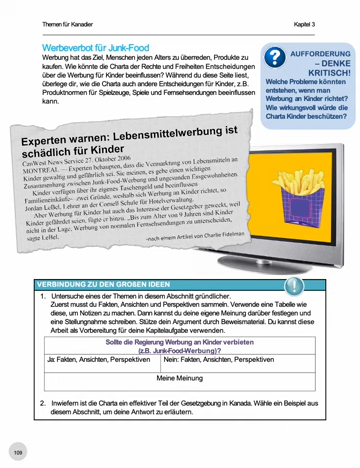 Themen für Kanadier
Kapitel 3
Werbeverbot für Junk-Food
Werbung hat das Ziel, Menschen jeden Alters zu überreden, Produkte zu
kaufen. Wie könnte die Charta der Rechte und Freiheiten Entscheidungen
über die Werbung für Kinder beeinflussen? Während du diese Seite liest,
überlege dir, wie die Charta auch andere Entscheidungen für Kinder, z.B.
Produktnormen für Spielzeuge, Spiele und Fernsehsendungen beeinflussen
kann.
AUFFORDERUNG
– DENKE
KRITISCH!
Welche Probleme könnten
entstehen, wenn man
Werbung an Kinder richtet?
Wie wirkungsvoll würde die
Charta Kinder beschützen?
Experten warnen: Lebensmittelwerbung ist
schädlich für Kinder
CanWest News Service 27. Oktober 2006
MONTREAL — Experten behaupten, dass die Vermarktung von Lebensmitteln an
Kinder gewaltig und gefährlich sei. Sie meinen, es gebe einen wichtigen
Zusammenhang zwischen Junk-Food-Werbung und ungesunden Essgewohnheiten.
Kinder verfügen über ihr eigenes Taschengeld und beeinflussen
Familieneinkäufe– zwei Gründe, weshalb sich Werbung an Kinder richtet, so
Jordan LeBel, Lehrer an der Cornell Schule für Hotelverwaltung.
Aber Werbung für Kinder hat auch das Interesse der Gesetzgeber geweckt, weil
Kinder gefährdet seien, fügte er hinzu. „Bis zum Alter von 9 Jahren sind Kinder
nicht in der Lage, Werbung von normalen Fernsehsendungen zu unterscheiden,
sagte LeBel.
-nach einem Artikel von Charlie Fidelman
VERBINDUNG ZU DEN GROßEN IDEEN
1. Untersuche eines der Themen in diesem Abschnitt gründlicher.
Zuerst musst du Fakten, Ansichten und Perspektiven sammeln. Verwende eine Tabelle wie
diese, um Notizen zu machen. Dann kannst du deine eigene Meinung darüber festlegen und
eine Stellungnahme schreiben. Stütze dein Argument durch Beweismaterial. Du kannst diese
Arbeit als Vorbereitung für deine Kapitelaufgabe verwenden.
Sollte die Regierung Werbung an Kinder verbieten
(z.B. Junk-Food-Werbung)?
Ja: Fakten, Ansichten, Perspektiven
Nein: Fakten, Ansichten, Perspektiven
Meine Meinung
2. Inwiefern ist die Charta ein effektiver Teil der Gesetzgebung in Kanada. Wähle ein Beispiel aus
diesem Abschnitt, um deine Antwort zu erläutern.
109